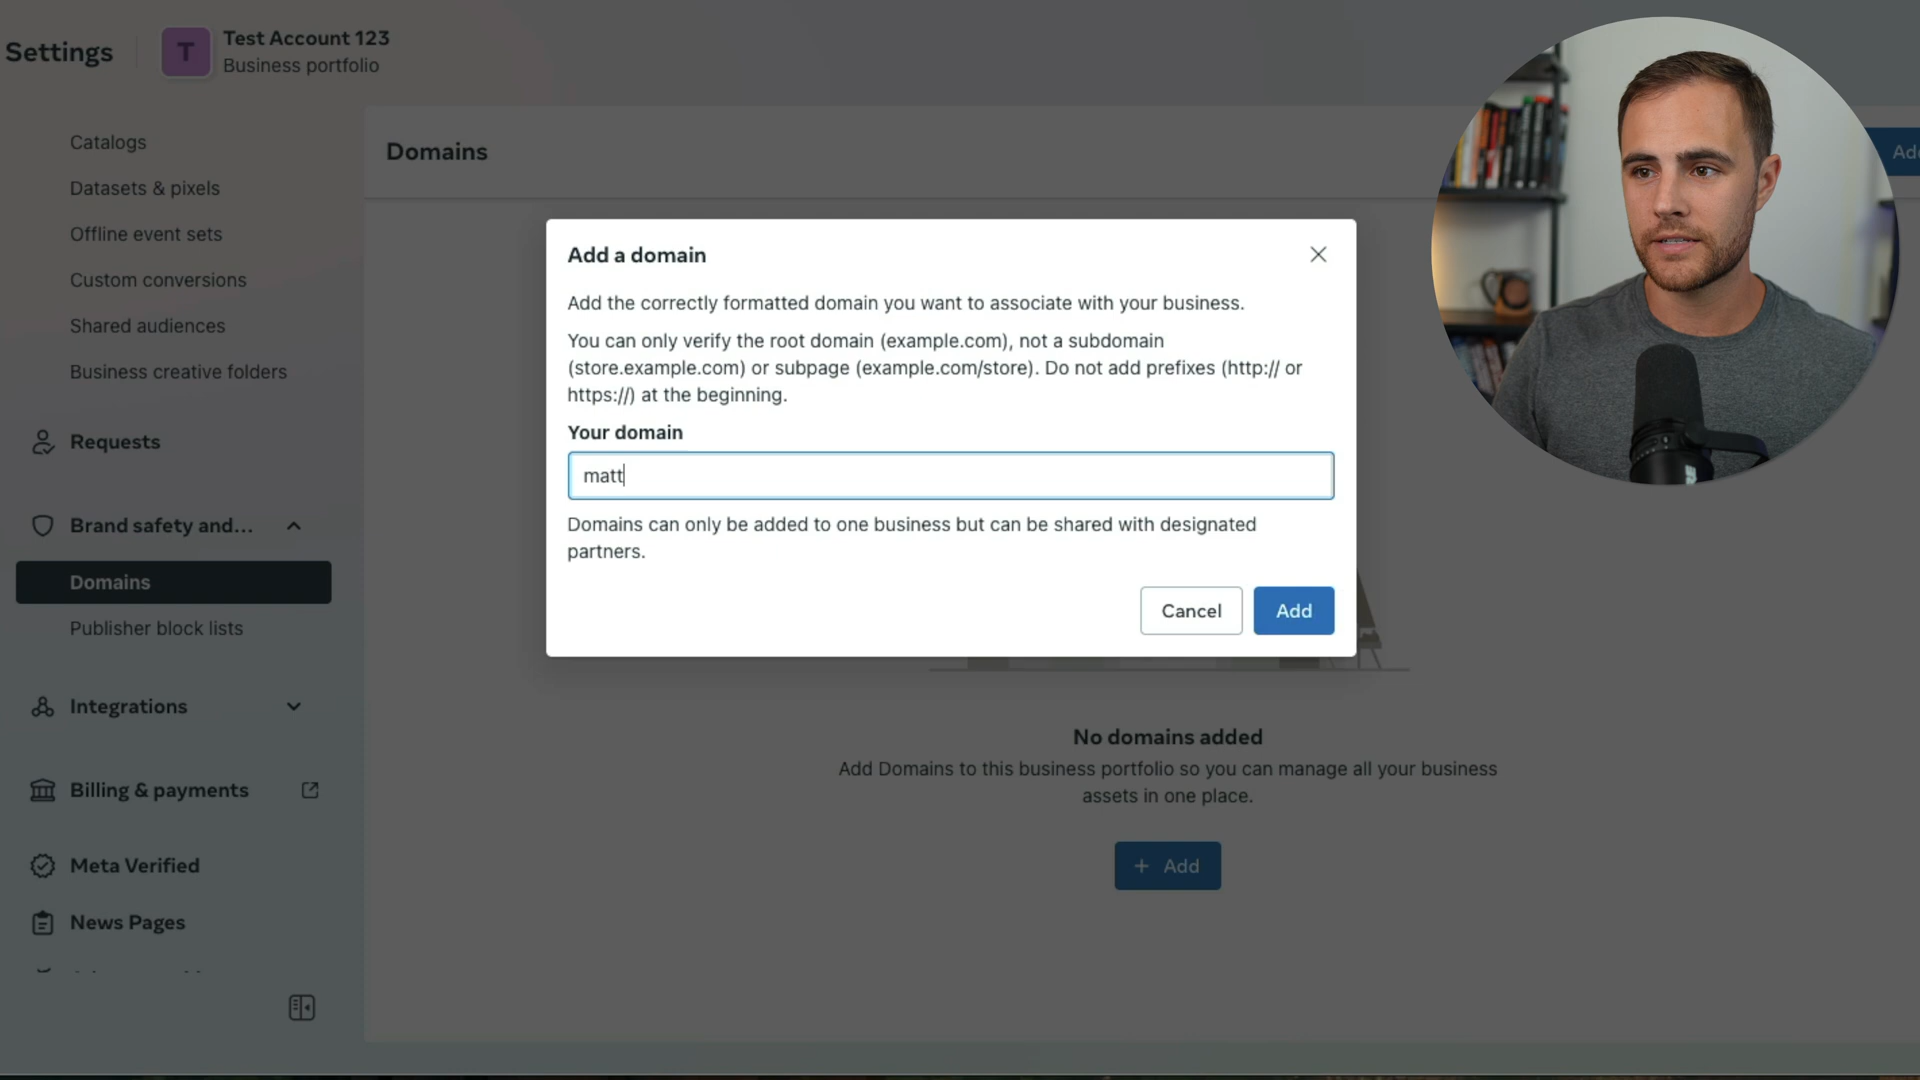 Settings
T
Test Account 123
Business portfolio
Catalogs
Datasets & pixels
Offline event sets
Custom conversions
Shared audiences
Business creative folders
Requests
Brand safety and...
Domains
Publisher block lists
Integrations
Billing & payments
Meta Verified
News Pages
Domains
Add a domain
Add the correctly formatted domain you want to associate with your business.
You can only verify the root domain (example.com), not a subdomain
(store.example.com) or subpage (example.com/store). Do not add prefixes (http:// or
https://) at the beginning.
Your domain
matt
Domains can only be added to one business but can be shared with designated
partners.
Cancel
Add
No domains added
Add Domains to this business portfolio so you can manage all your business
assets in one place.
+ Add